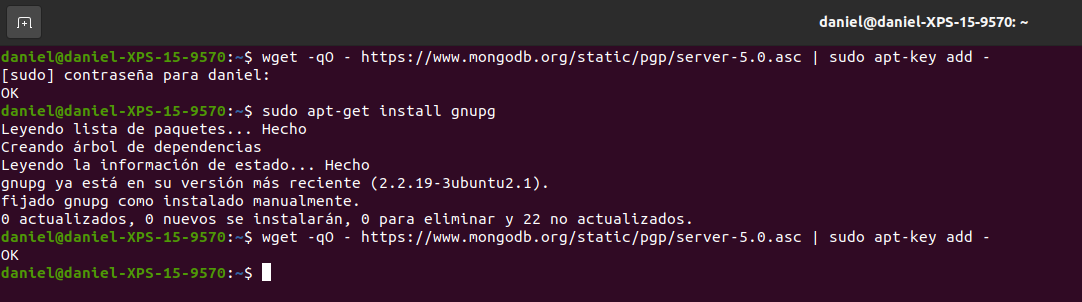 daniel@daniel-XPS-15-9570: ~
daniel@daniel-XPS-15-9570:~$ wget -qO - https://www.mongodb.org/static/pgp/server-5.0.asc | sudo apt-key add -
[sudo] contraseña para daniel:
OK
daniel@daniel-XPS-15-9570:~$ sudo apt-get install gnupg
Leyendo lista de paquetes... Hecho
Creando árbol de dependencias
Leyendo la información de estado... Hecho
gnupg ya está en su versión más reciente (2.2.19-3ubuntu2.1).
fijado gnupg como instalado manualmente.
0 actualizados, 0 nuevos se instalarán, 0 para eliminar y 22 no actualizados.
daniel@daniel-XPS-15-9570:~$ wget -qO - https://www.mongodb.org/static/pgp/server-5.0.asc | sudo apt-key add -
OK
daniel@daniel-XPS-15-9570:~$